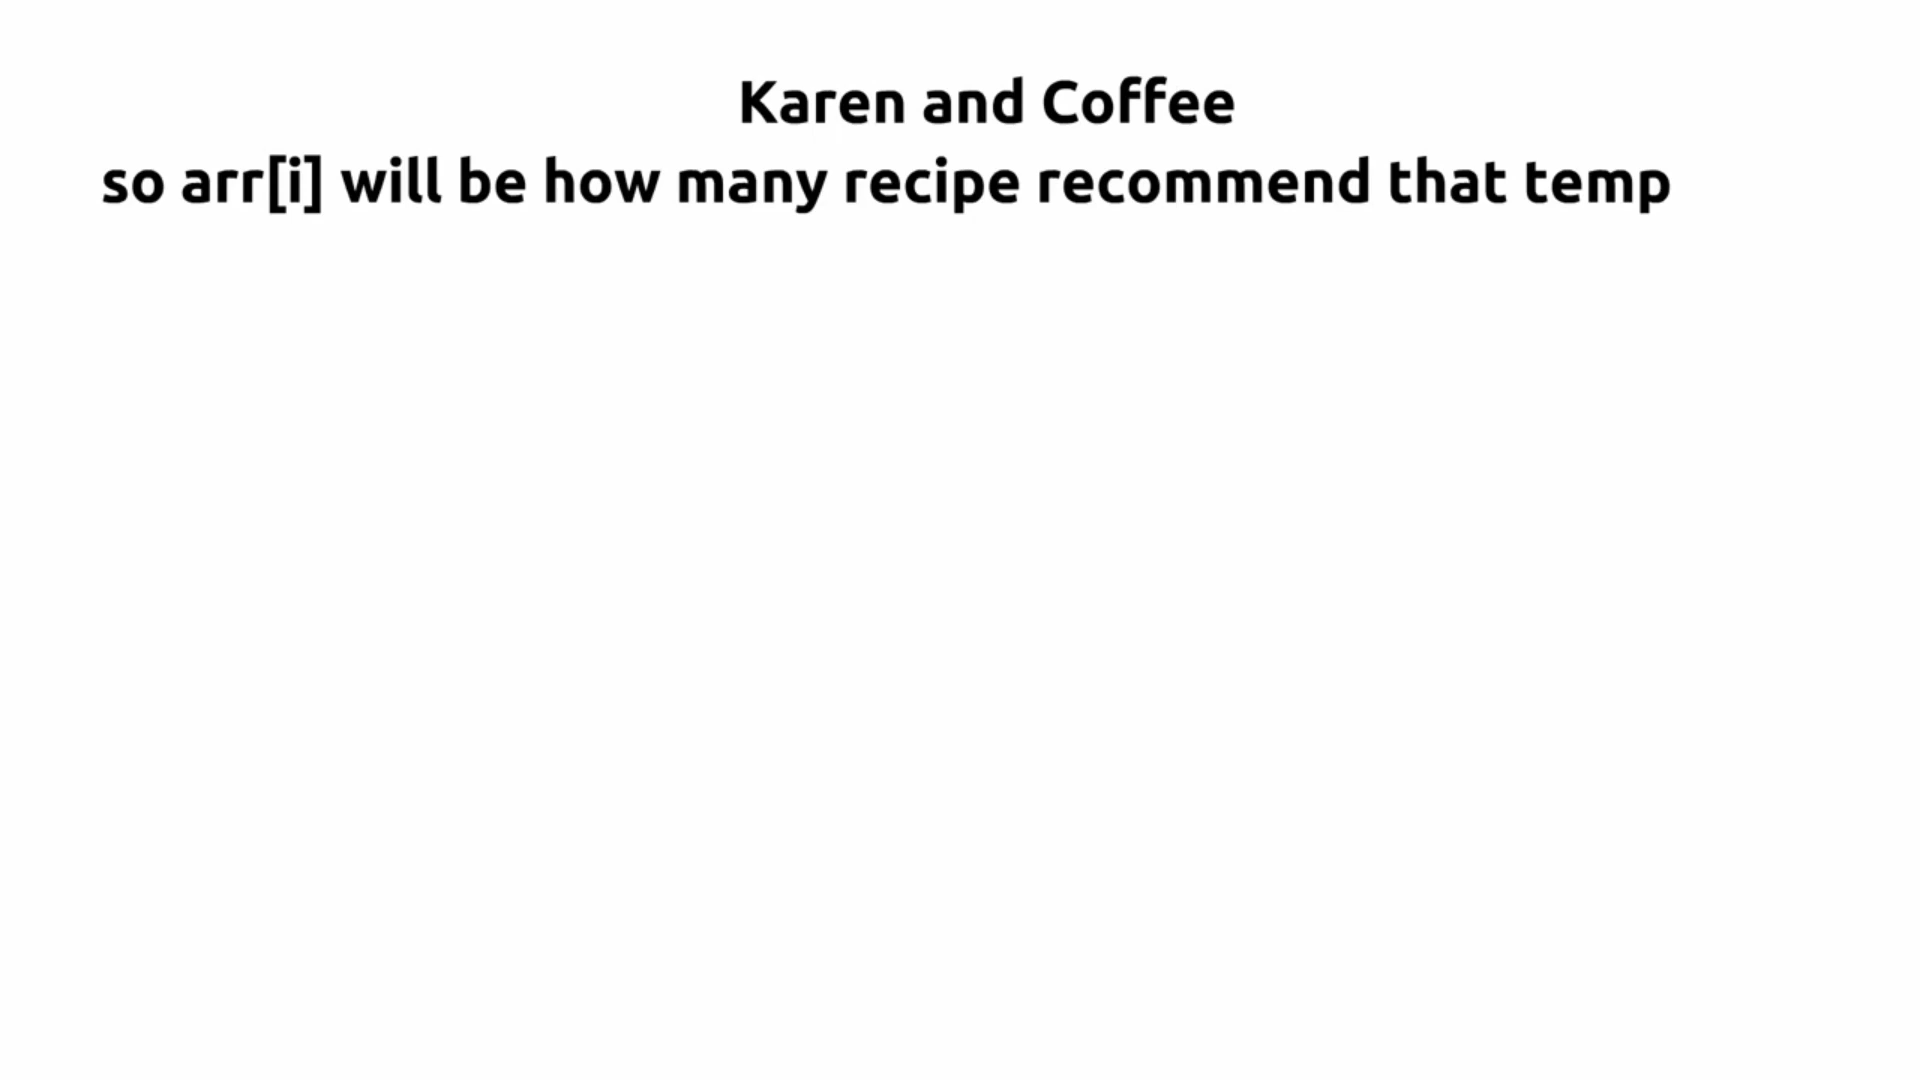 Karen and Coffee
so arr[i] will be how many recipe recommend that temp